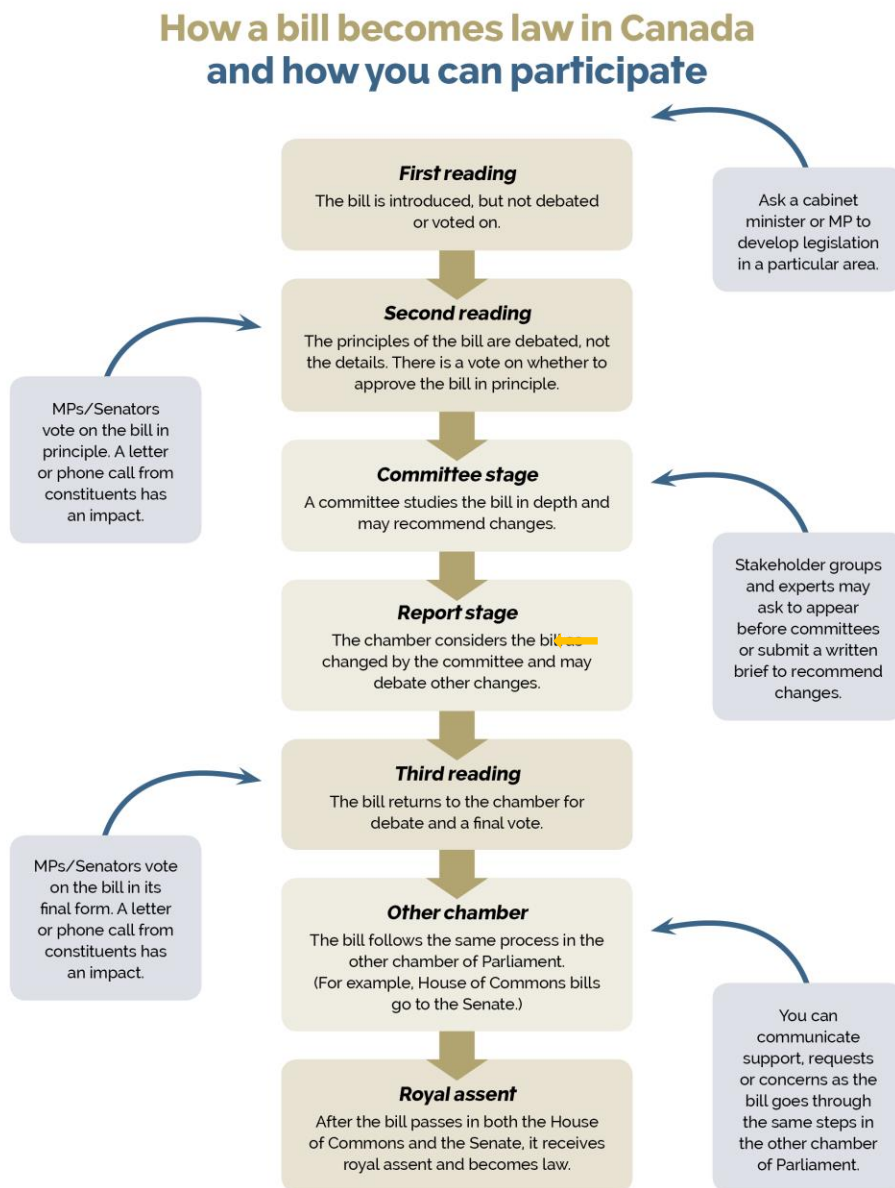 How a bill becomes law in Canada
and how you can participate
First reading
The bill is introduced, but not debated
or voted on.
Ask a cabinet
minister or MP to
develop legislation
in a particular area.
Second reading
The principles of the bill are debated, not
the details. There is a vote on whether to
approve the bill in principle.
MPs/Senators
vote on the bill in
principle. A letter
or phone call from
constituents has
an impact.
Committee stage
A committee studies the bill in depth and
may recommend changes.
Stakeholder groups
and experts may
ask to appear
before committees
or submit a written
brief to recommend
changes.
Report stage
The chamber considers the bill as
changed by the committee and may
debate other changes.
Third reading
The bill returns to the chamber for
debate and a final vote.
MPs/Senators vote
on the bill in its
final form. A letter
or phone call from
constituents has
an impact.
Other chamber
The bill follows the same process in the
other chamber of Parliament.
(For example, House of Commons bills
go to the Senate.)
You can
communicate
support, requests
or concerns as the
bill goes through
the same steps in
the other chamber
of Parliament.
Royal assent
After the bill passes in both the House
of Commons and the Senate, it receives
royal assent and becomes law.